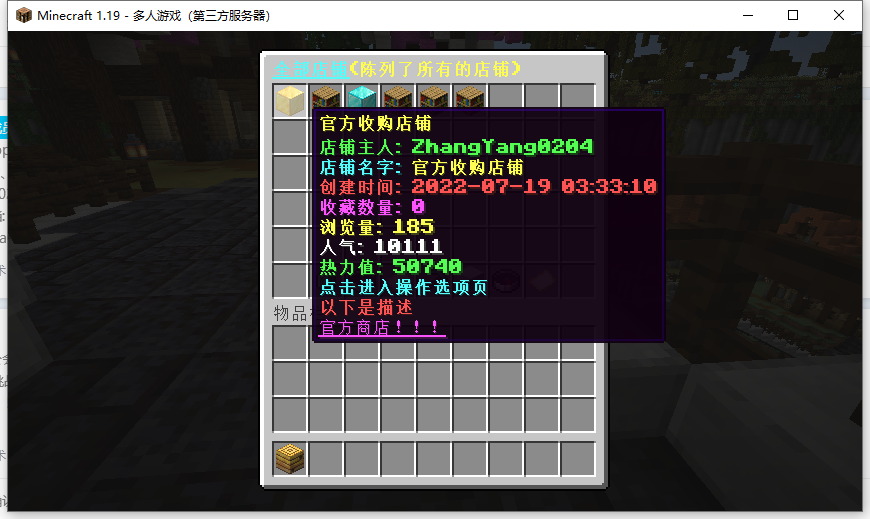 Minecraft 1.19 - 多人游戏（第三方服务器）
全部店铺《陈列了所有的店铺》
官方收购店铺
店铺主人: ZhangYang0204
店铺名字: 官方收购店铺
创建时间: 2022-07-19 03:33:10
收藏数量: 0
浏览量: 185
人气: 10111
热力值: 50740
点击进入操作选项页
以下是描述
官方商店！！！
物品